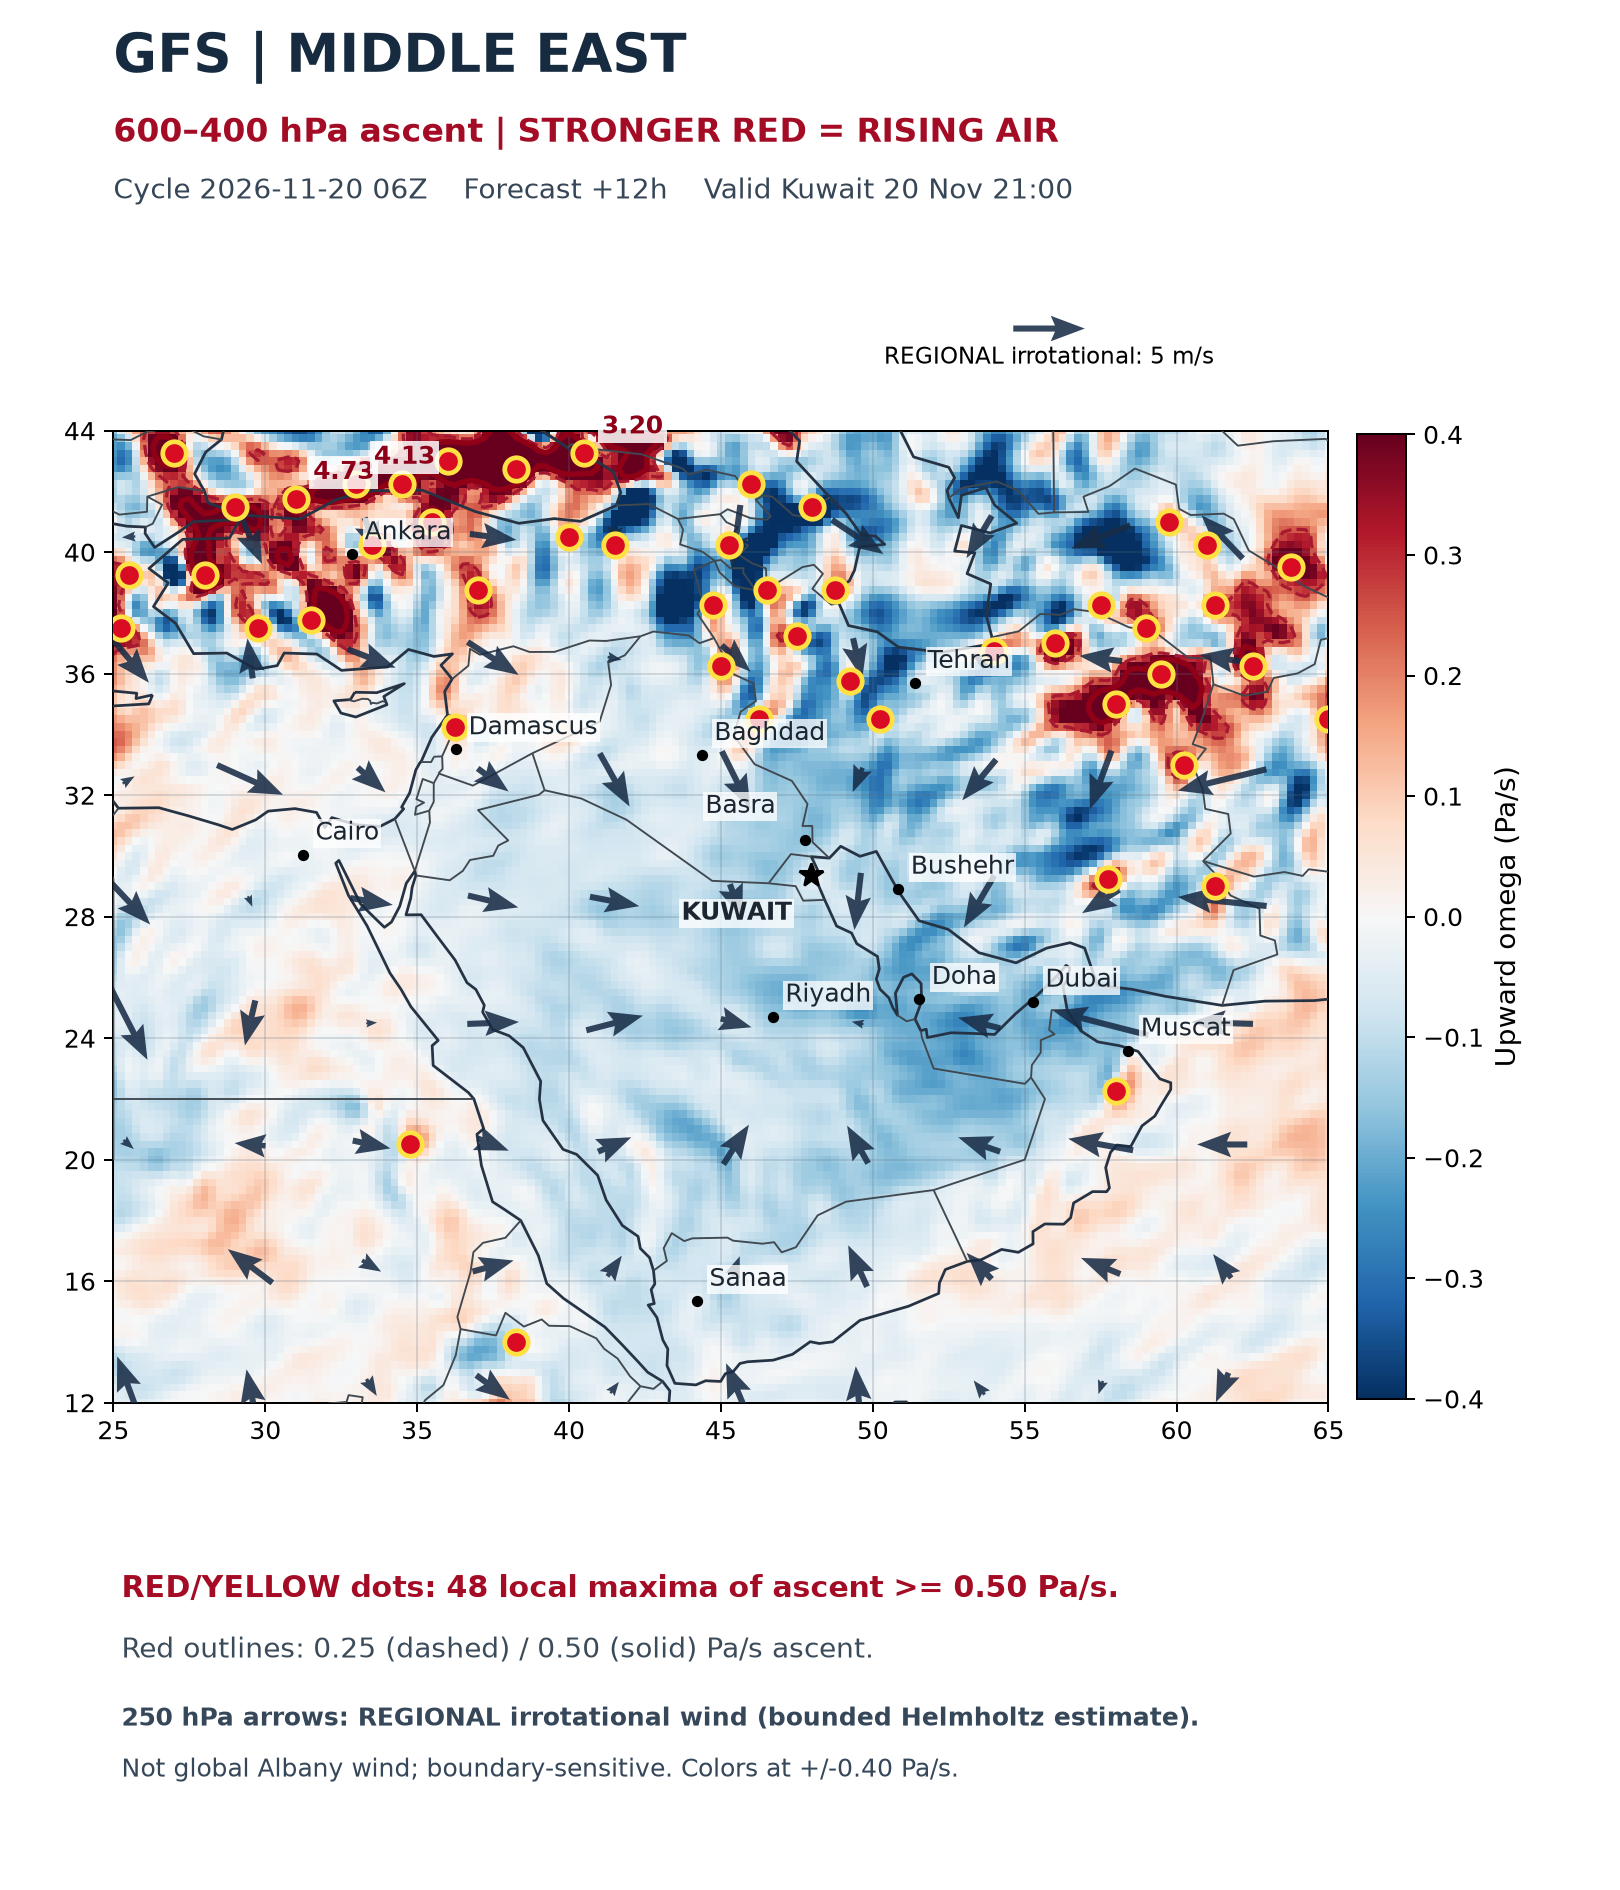 GFS | MIDDLE EAST
600–400 hPa ascent | STRONGER RED = RISING AIR
Cycle 2026-11-20 06Z Forecast +12h Valid Kuwait 20 Nov 21:00
REGIONAL irrotational: 5 m/s
3.20
4.13
4.73
Ankara
Tehran
Damascus
Baghdad
Basra
Cairo
Bushehr
KUWAIT
Doha
Dubai
Riyadh
Muscat
Sanaa
44
40
36
32
28
24
20
16
12
25 30 35 40 45 50 55 60 65
0.4
0.3
0.2
0.1
0.0
−0.1
−0.2
−0.3
−0.4
Upward omega (Pa/s)
RED/YELLOW dots: 48 local maxima of ascent >= 0.50 Pa/s.
Red outlines: 0.25 (dashed) / 0.50 (solid) Pa/s ascent.
250 hPa arrows: REGIONAL irrotational wind (bounded Helmholtz estimate).
Not global Albany wind; boundary-sensitive. Colors at +/-0.40 Pa/s.